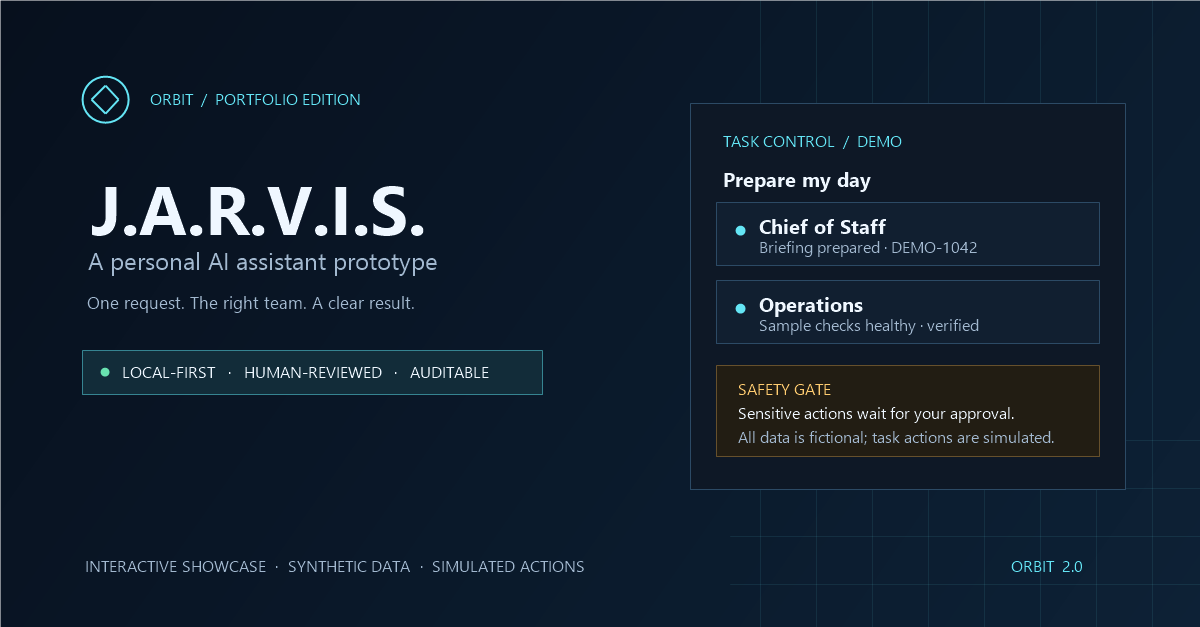 ORBIT / PORTFOLIO EDITION
J.A.R.V.I.S.
A personal AI assistant prototype
One request. The right team. A clear result.
LOCAL-FIRST · HUMAN-REVIEWED · AUDITABLE
TASK CONTROL / DEMO
Prepare my day
Chief of Staff
Briefing prepared · DEMO-1042
Operations
Sample checks healthy · verified
SAFETY GATE
Sensitive actions wait for your approval.
All data is fictional; task actions are simulated.
INTERACTIVE SHOWCASE · SYNTHETIC DATA · SIMULATED ACTIONS
ORBIT 2.0